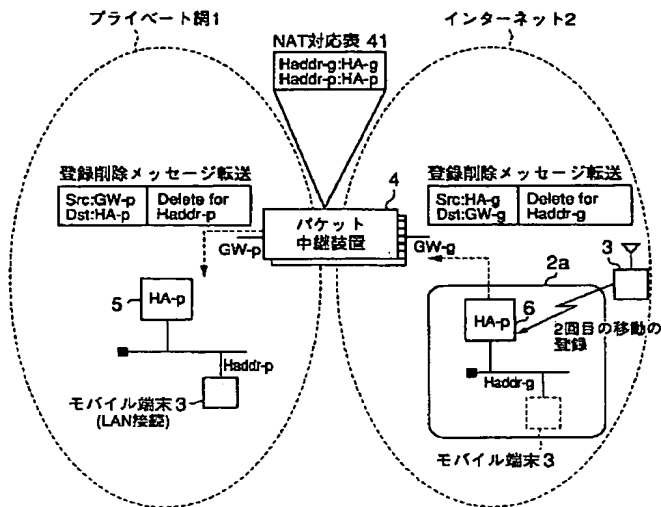 プライベート網1
インターネット2
NAT対応表 41
Haddr-g:HA-g
Haddr-p:HA-p
登録削除メッセージ転送
Src:GW-p
Dst:HA-p
Delete for
Haddr-p
4
パケット
中継装置
GW-p
GW-g
登録削除メッセージ転送
Src:HA-g
Dst:GW-g
Delete for
Haddr-g
3
2a
5
HA-p
Haddr-p
モバイル端末3
(LAN接続)
HA-p
6
2回目の移動の
登録
Haddr-g
モバイル端末3